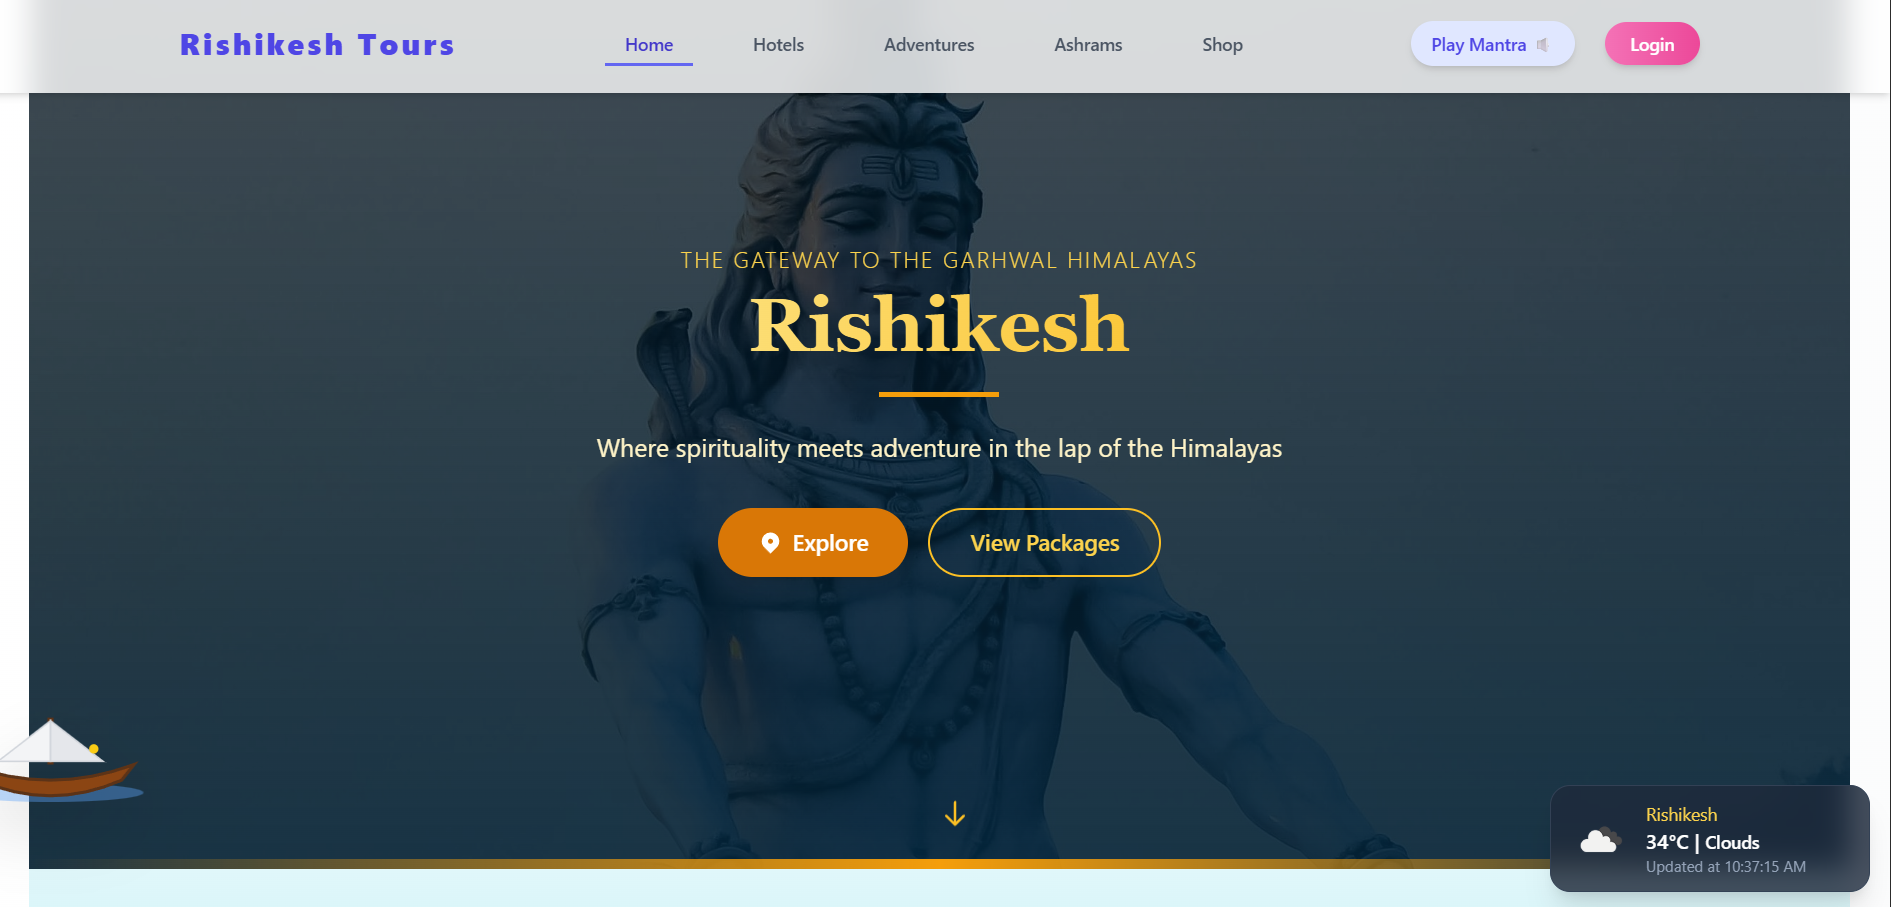 Rishikesh Tours
Home
Hotels
Adventures
Ashrams
Shop
Play Mantra
Login
THE GATEWAY TO THE GARHWAL HIMALAYAS
Rishikesh
Where spirituality meets adventure in the lap of the Himalayas
Explore
View Packages
Rishikesh
34°C | Clouds
Updated at 10:37:15 AM